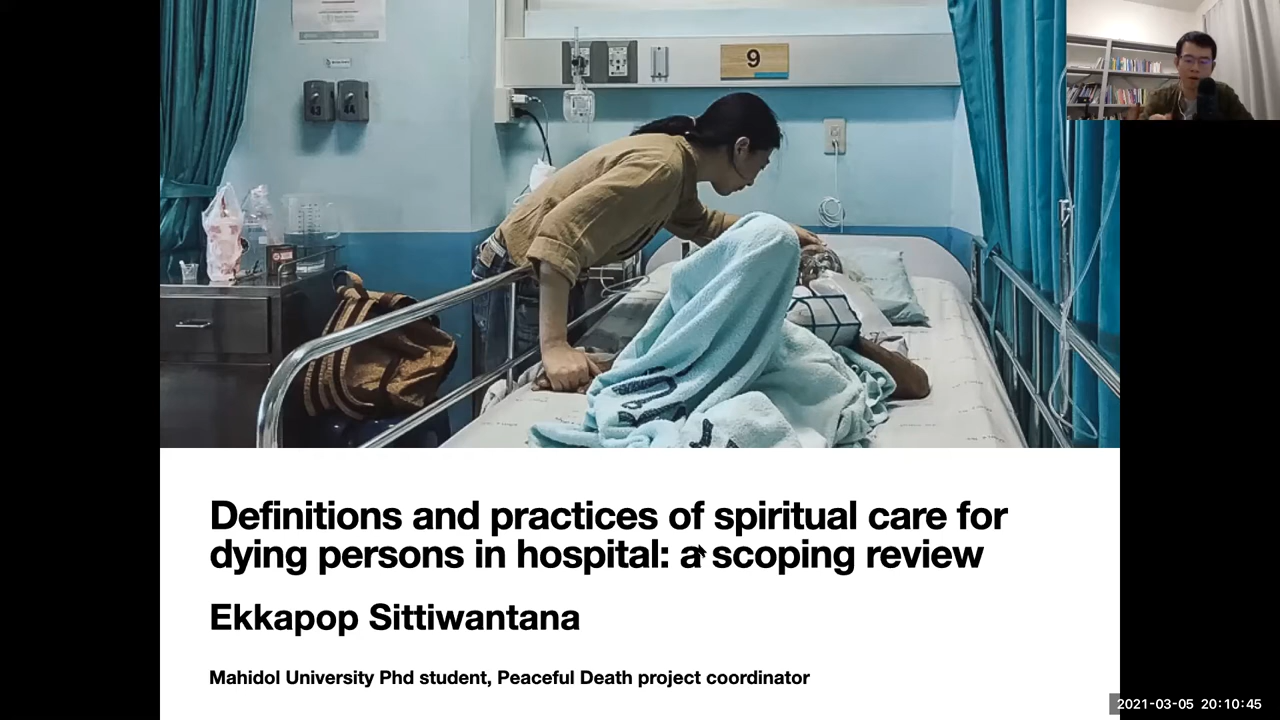 9
Definitions and practices of spiritual care for
dying persons in hospital: a scoping review
Ekkapop Sittiwantana
Mahidol University Phd student, Peaceful Death project coordinator
2021-03-05 20:10:45